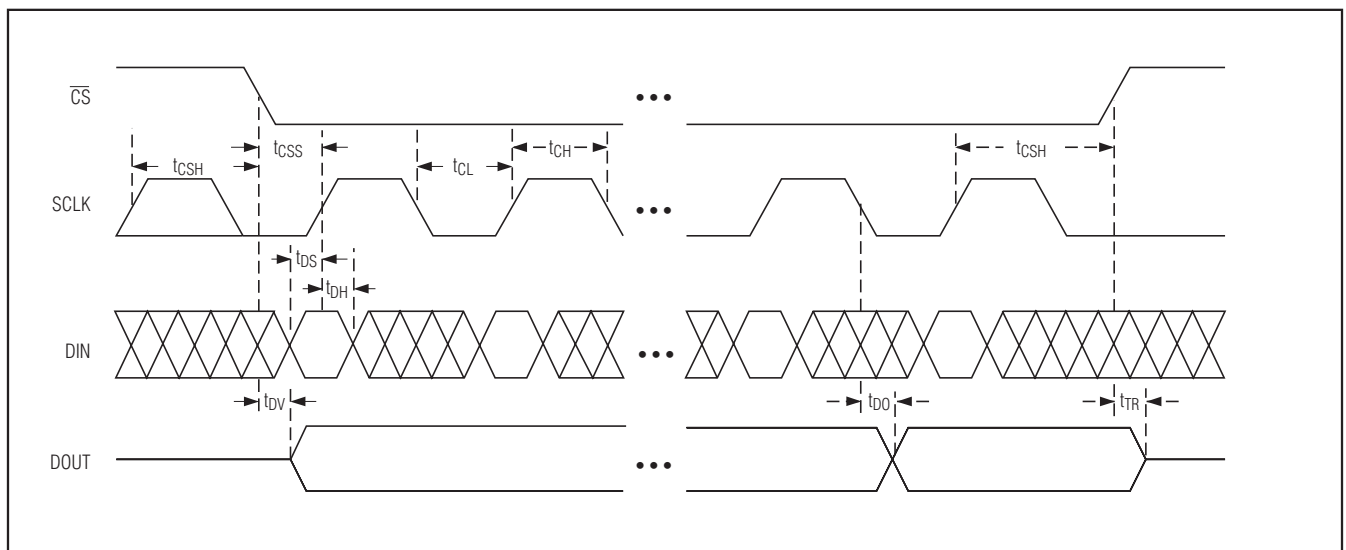 CS
tCSS
tCSH
tCL
tCH
tCSH
SCLK
tDS
tDH
DIN
tDV
tDO
tTR
DOUT